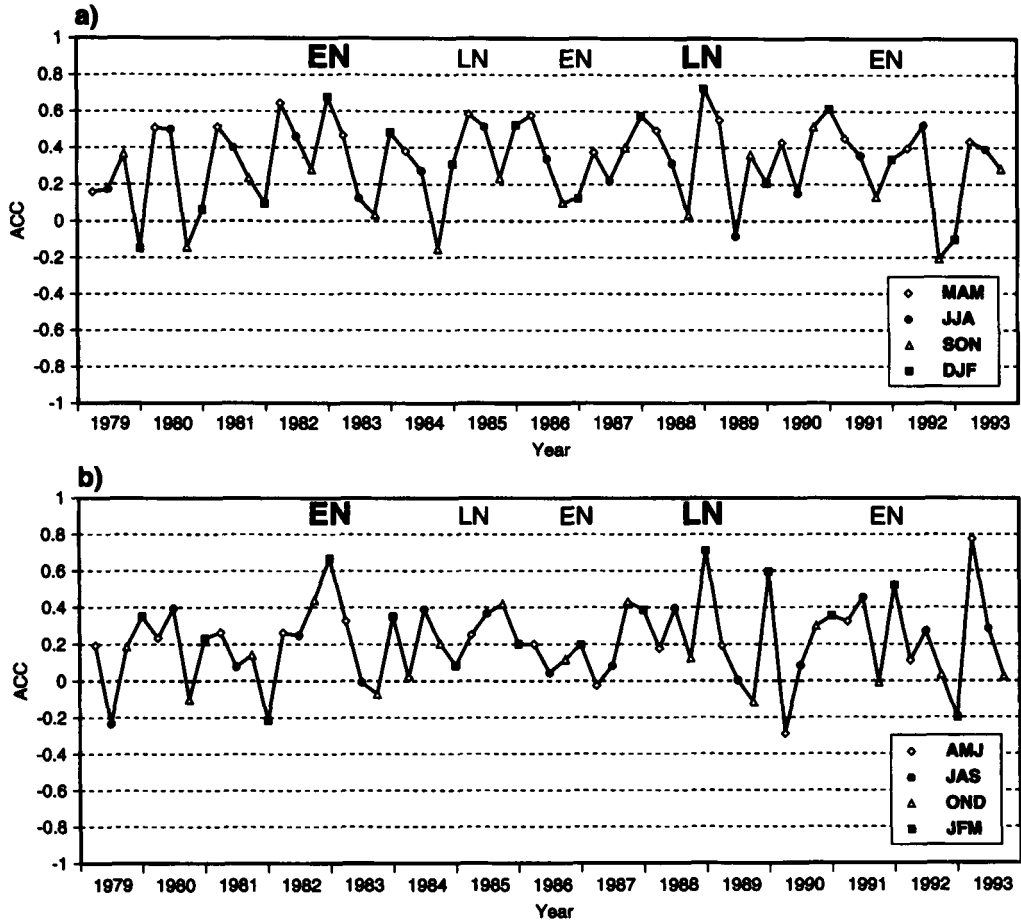 a)
EN LN EN LN EN
1
0.8
0.6
0.4
0.2
0
-0.2
-0.4
-0.6
-0.8
-1
ACC
MAM
JJA
SON
DJF
1979 1980 1981 1982 1983 1984 1985 1986 1987 1988 1989 1990 1991 1992 1993
Year
b)
EN LN EN LN EN
1
0.8
0.6
0.4
0.2
0
-0.2
-0.4
-0.6
-0.8
-1
ACC
AMJ
JAS
OND
JFM
1979 1980 1981 1982 1983 1984 1985 1986 1987 1988 1989 1990 1991 1992 1993
Year